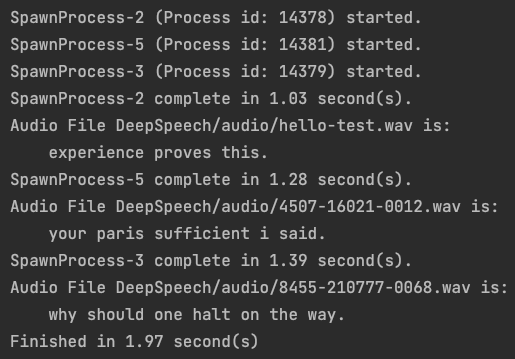 SpawnProcess-2 (Process id: 14378) started.
SpawnProcess-5 (Process id: 14381) started.
SpawnProcess-3 (Process id: 14379) started.
SpawnProcess-2 complete in 1.03 second(s).
Audio File DeepSpeech/audio/hello-test.wav is:
    experience proves this.
SpawnProcess-5 complete in 1.28 second(s).
Audio File DeepSpeech/audio/4507-16021-0012.wav is:
    your paris sufficient i said.
SpawnProcess-3 complete in 1.39 second(s).
Audio File DeepSpeech/audio/8455-210777-0068.wav is:
    why should one halt on the way.
Finished in 1.97 second(s)